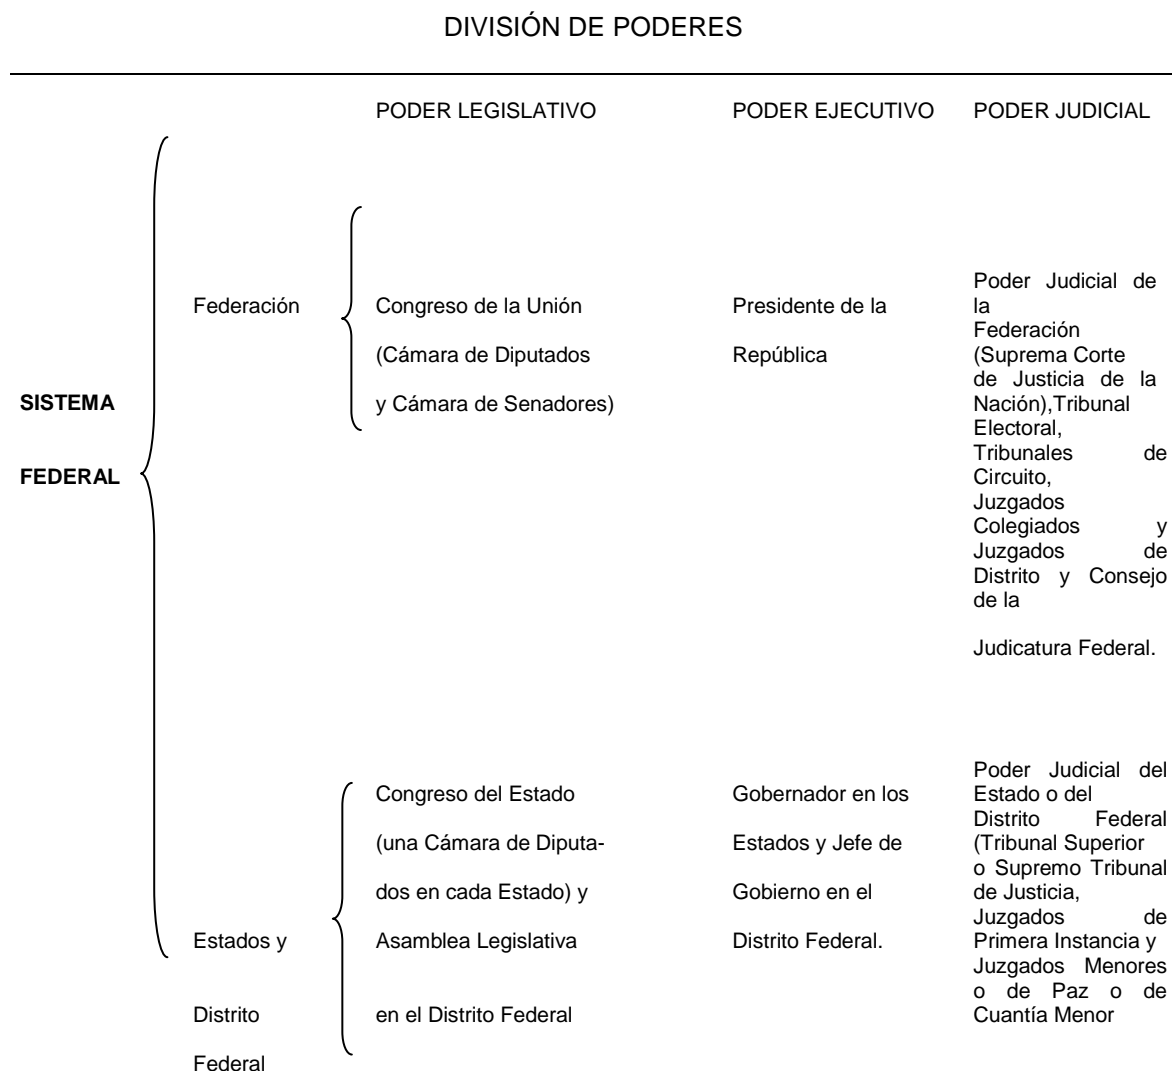 DIVISIÓN DE PODERES
PODER LEGISLATIVO
PODER EJECUTIVO
PODER JUDICIAL
SISTEMA
FEDERAL
Federación
Congreso de la Unión
(Cámara de Diputados
y Cámara de Senadores)
Presidente de la
República
Poder Judicial de
la
Federación
(Suprema Corte
de Justicia de la
Nación),Tribunal
Electoral,
Tribunales de
Circuito,
Juzgados
Colegiados y
Juzgados de
Distrito y Consejo
de la
Judicatura Federal.
Estados y
Distrito
Federal
Congreso del Estado
(una Cámara de Diputa-
dos en cada Estado) y
Asamblea Legislativa
en el Distrito Federal
Gobernador en los
Estados y Jefe de
Gobierno en el
Distrito Federal.
Poder Judicial del
Estado o del
Distrito Federal
(Tribunal Superior
o Supremo Tribunal
de Justicia,
Juzgados de
Primera Instancia y
Juzgados Menores
o de Paz o de
Cuantía Menor